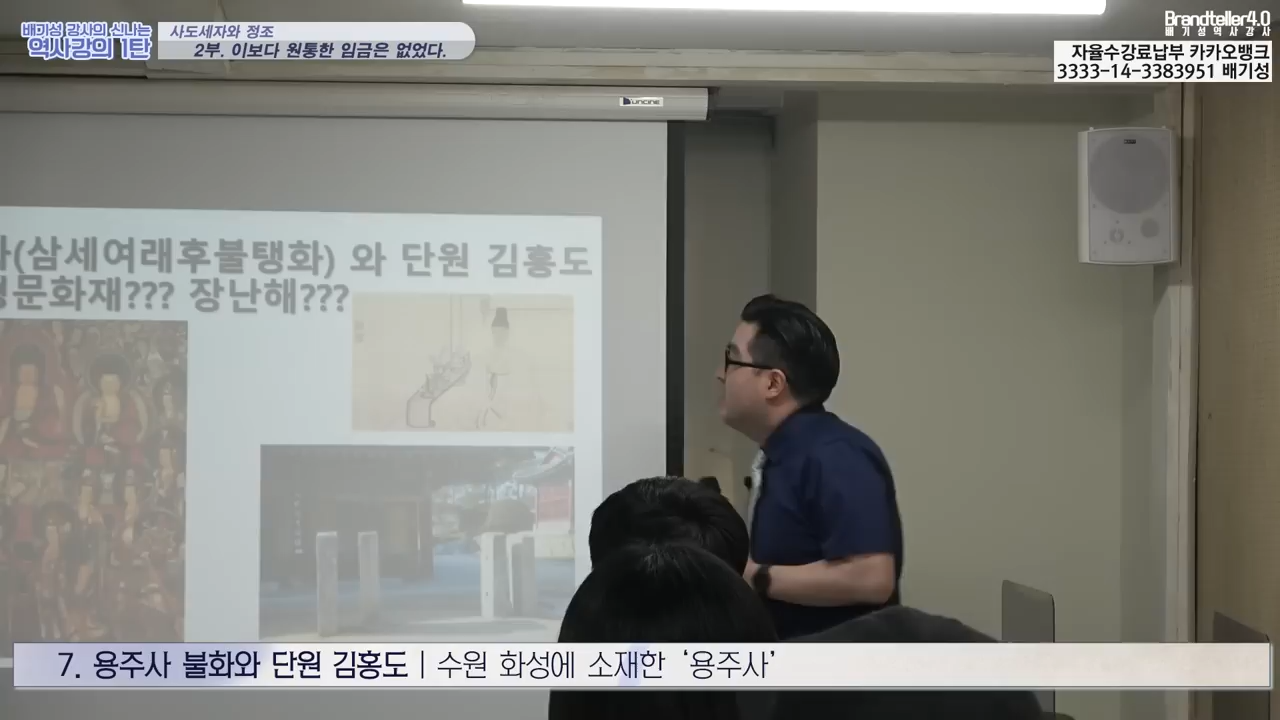 배기성 강사의 신나는
역사강의 1탄
사도세자와 정조
2부. 이보다 원통한 임금은 없었다.
Brandteller4.0
배기성역사강사
자율수강료납부 카카오뱅크
3333-14-3383951 배기성
(삼세여래후불탱화) 와 단원 김홍도
문화재??? 장난해???
7. 용주사 불화와 단원 김홍도 | 수원 화성에 소재한 ‘용주사’